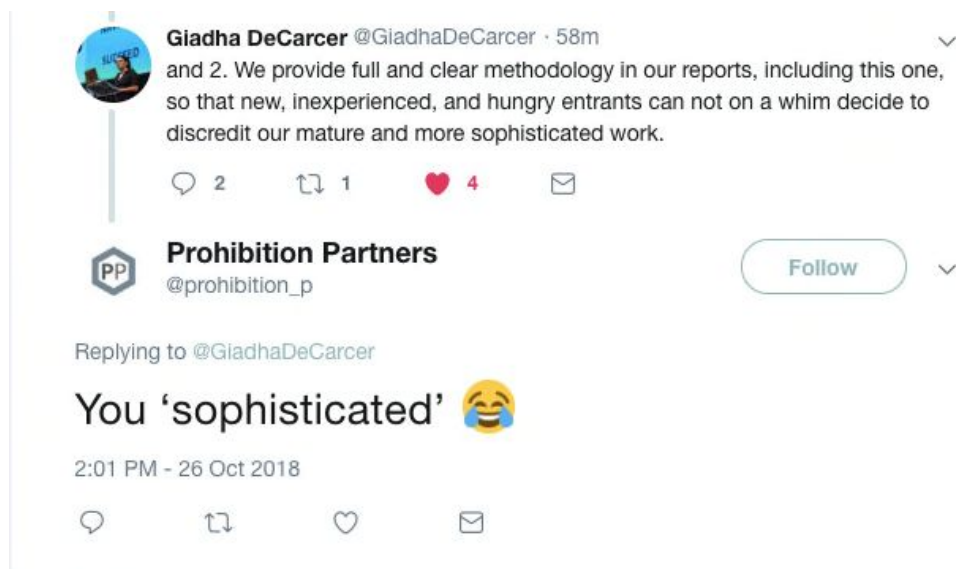 Giadha DeCarcer @GiadhaDeCarcer · 58m
and 2. We provide full and clear methodology in our reports, including this one,
so that new, inexperienced, and hungry entrants can not on a whim decide to
discredit our mature and more sophisticated work.
2 1 4
PP
Prohibition Partners
Follow
@prohibition_p
Replying to @GiadhaDeCarcer
You ‘sophisticated’ 😂
2:01 PM - 26 Oct 2018